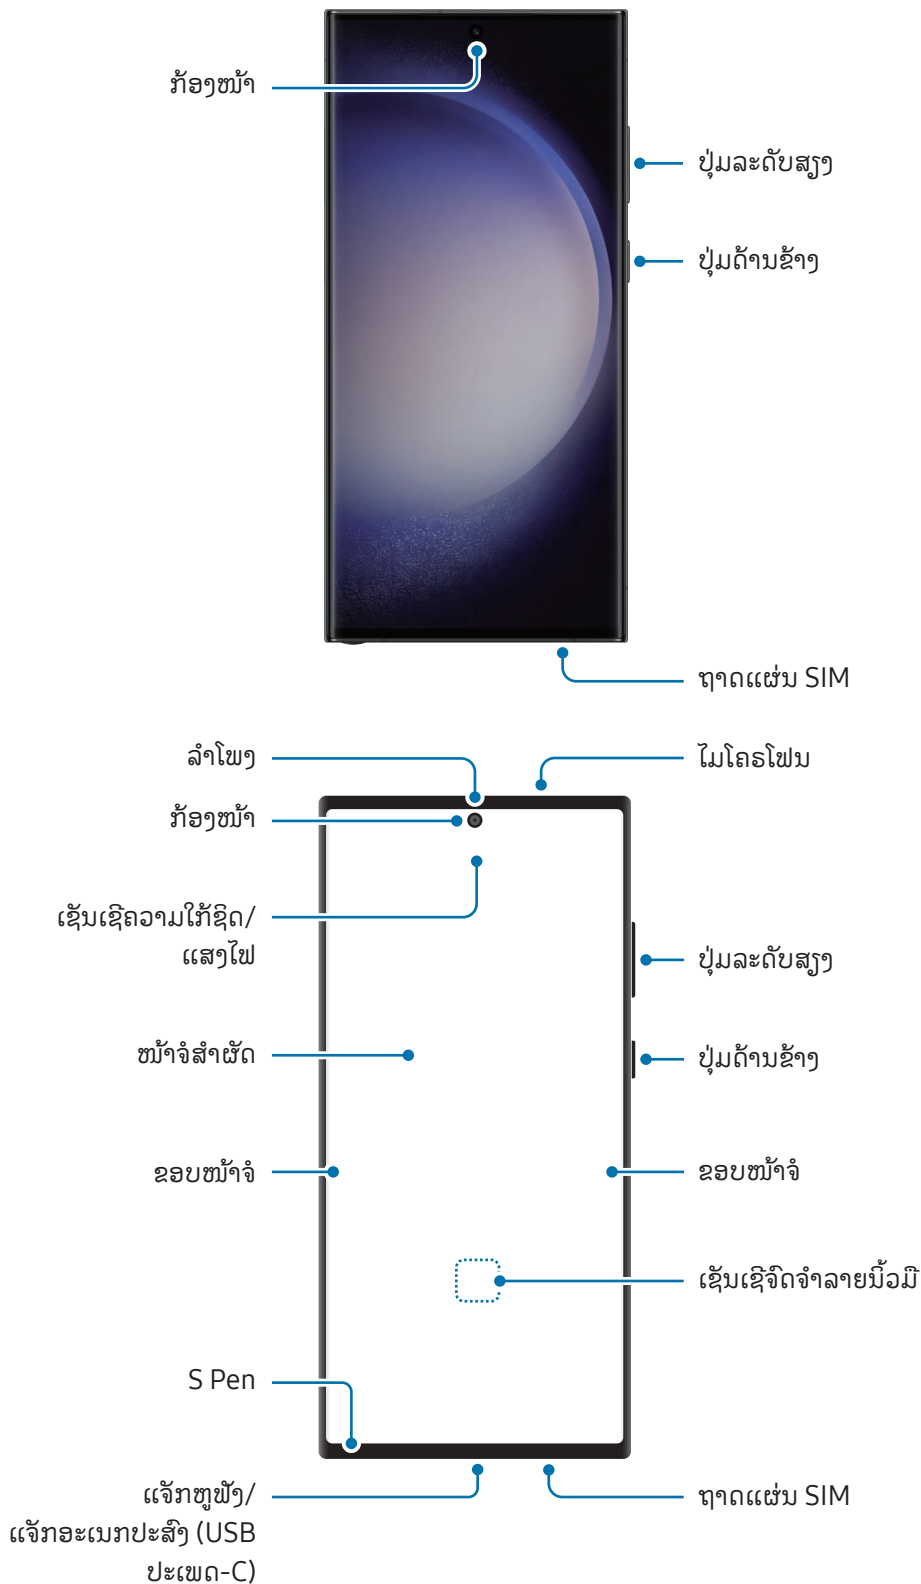 ກ້ອງໜ້າ
ປຸ່ມລະດັບສຽງ
ປຸ່ມດ້ານຂ້າງ
ຖາດແຜ່ນ SIM
ລຳໂພງ
ໄມໂຄຣໂຟນ
ກ້ອງໜ້າ
ເຊັນເຊີຄວາມໃກ້ຊິດ/
ແສງໄຟ
ປຸ່ມລະດັບສຽງ
ໜ້າຈໍສຳຜັດ
ປຸ່ມດ້ານຂ້າງ
ຂອບໜ້າຈໍ
ຂອບໜ້າຈໍ
ເຊັນເຊີຈົດຈຳລາຍນິ້ວມື
S Pen
ແຈັກຫູຟັງ/
ແຈັກອະເນກປະສົງ (USB
ປະເພດ-C)
ຖາດແຜ່ນ SIM